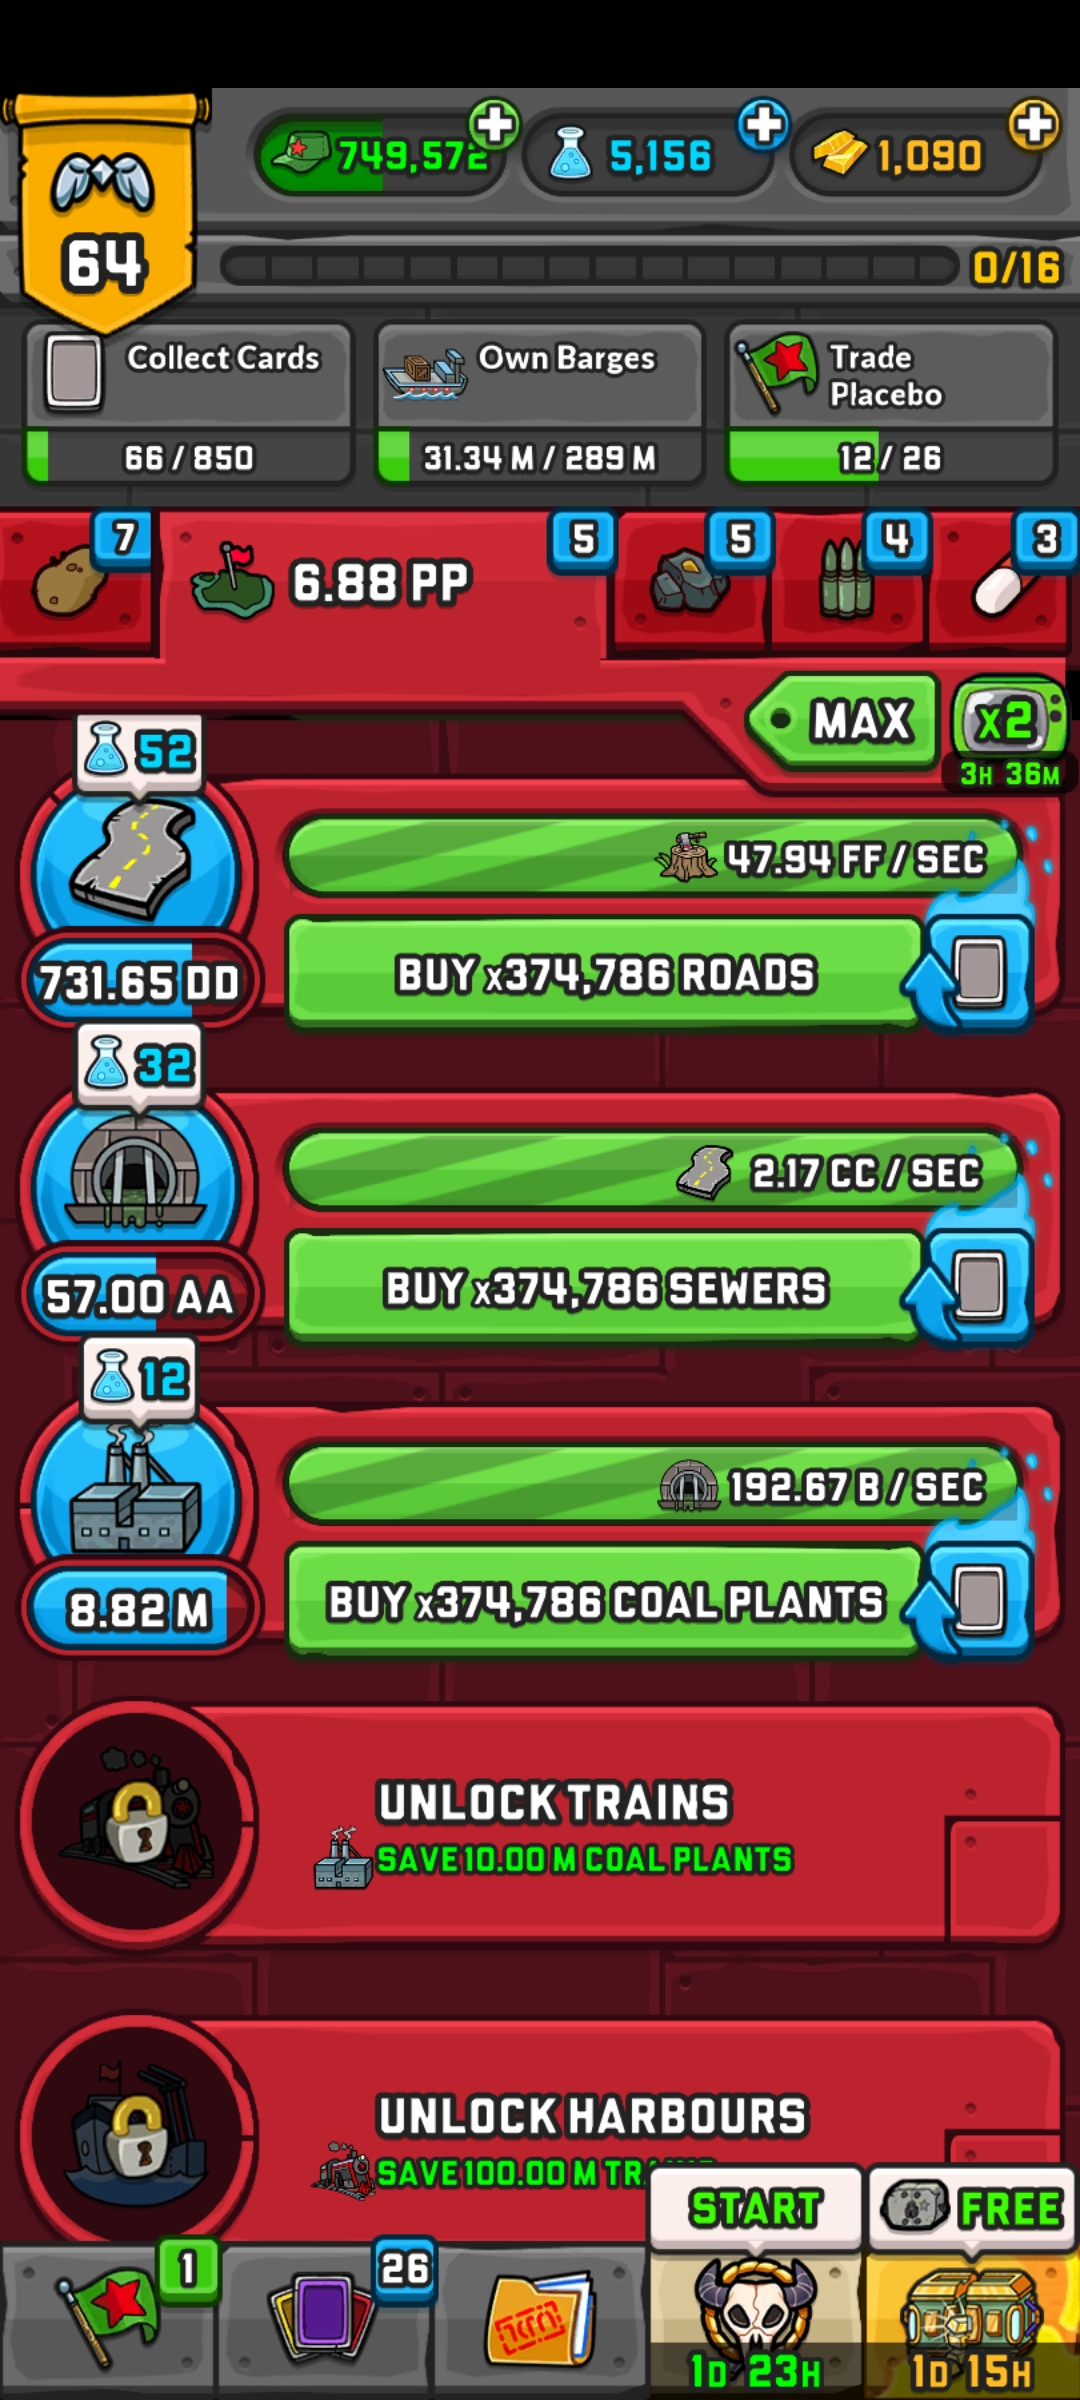 749,572
5,156
1,090
64
0/16
Collect Cards
66 / 850
Own Barges
31.34 M / 289 M
Trade
Placebo
12 / 26
7
6.88 PP
5
5
4
3
MAX
x2
3H 36M
52
47.94 FF / SEC
731.65 DD
BUY x374,786 ROADS
32
2.17 CC / SEC
57.00 AA
BUY x374,786 SEWERS
12
192.67 B / SEC
8.82 M
BUY x374,786 COAL PLANTS
UNLOCK TRAINS
SAVE 10.00 M COAL PLANTS
UNLOCK HARBOURS
SAVE 100.00 M
START
FREE
1
26
1D 23H
1D 15H